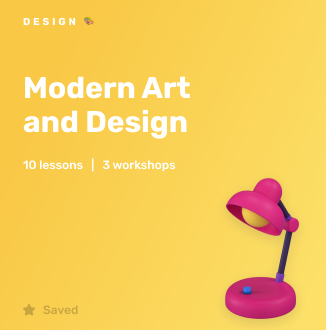 DESIGN
Modern Art
and Design
10 lessons | 3 workshops
Saved